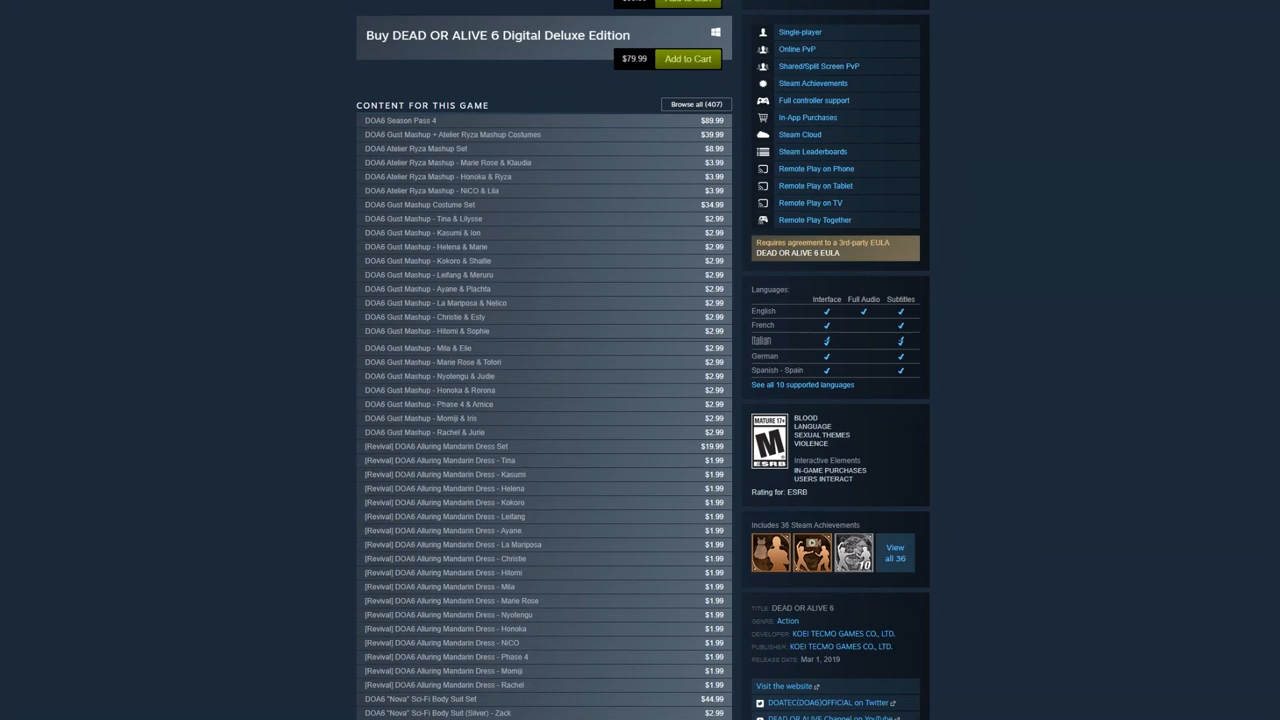 Add to Cart
Buy DEAD OR ALIVE 6 Digital Deluxe Edition
$79.99 Add to Cart
CONTENT FOR THIS GAME
Browse all (407)
DOA6 Season Pass 4 $89.99
DOA6 Gust Mashup + Atelier Ryza Mashup Costumes $39.99
DOA6 Atelier Ryza Mashup Set $8.99
DOA6 Atelier Ryza Mashup - Marie Rose & Klaudia $3.99
DOA6 Atelier Ryza Mashup - Honoka & Ryza $3.99
DOA6 Atelier Ryza Mashup - NiCO & Lila $3.99
DOA6 Gust Mashup Costume Set $34.99
DOA6 Gust Mashup - Tina & Lilysse $2.99
DOA6 Gust Mashup - Kasumi & Ion $2.99
DOA6 Gust Mashup - Helena & Marie $2.99
DOA6 Gust Mashup - Kokoro & Shallie $2.99
DOA6 Gust Mashup - Leifang & Meruru $2.99
DOA6 Gust Mashup - Ayane & Plachta $2.99
DOA6 Gust Mashup - La Mariposa & Nelico $2.99
DOA6 Gust Mashup - Christie & Esty $2.99
DOA6 Gust Mashup - Hitomi & Sophie $2.99
DOA6 Gust Mashup - Mila & Elie $2.99
DOA6 Gust Mashup - Marie Rose & Totori $2.99
DOA6 Gust Mashup - Nyotengu & Judie $2.99
DOA6 Gust Mashup - Honoka & Rorona $2.99
DOA6 Gust Mashup - Phase 4 & Arnice $2.99
DOA6 Gust Mashup - Momiji & Iris $2.99
DOA6 Gust Mashup - Rachel & Jurie $2.99
[Revival] DOA6 Alluring Mandarin Dress Set $19.99
[Revival] DOA6 Alluring Mandarin Dress - Tina $1.99
[Revival] DOA6 Alluring Mandarin Dress - Kasumi $1.99
[Revival] DOA6 Alluring Mandarin Dress - Helena $1.99
[Revival] DOA6 Alluring Mandarin Dress - Kokoro $1.99
[Revival] DOA6 Alluring Mandarin Dress - Leifang $1.99
[Revival] DOA6 Alluring Mandarin Dress - Ayane $1.99
[Revival] DOA6 Alluring Mandarin Dress - La Mariposa $1.99
[Revival] DOA6 Alluring Mandarin Dress - Christie $1.99
[Revival] DOA6 Alluring Mandarin Dress - Hitomi $1.99
[Revival] DOA6 Alluring Mandarin Dress - Mila $1.99
[Revival] DOA6 Alluring Mandarin Dress - Marie Rose $1.99
[Revival] DOA6 Alluring Mandarin Dress - Nyotengu $1.99
[Revival] DOA6 Alluring Mandarin Dress - Honoka $1.99
[Revival] DOA6 Alluring Mandarin Dress - NiCO $1.99
[Revival] DOA6 Alluring Mandarin Dress - Phase 4 $1.99
[Revival] DOA6 Alluring Mandarin Dress - Momiji $1.99
[Revival] DOA6 Alluring Mandarin Dress - Rachel $1.99
DOA6 "Nova" Sci-Fi Body Suit Set $44.99
DOA6 "Nova" Sci-Fi Body Suit (Silver) - Zack $2.99
Single-player
Online PvP
Shared/Split Screen PvP
Steam Achievements
Full controller support
In-App Purchases
Steam Cloud
Steam Leaderboards
Remote Play on Phone
Remote Play on Tablet
Remote Play on TV
Remote Play Together
Requires agreement to a 3rd-party EULA
DEAD OR ALIVE 6 EULA
Languages:
Interface Full Audio Subtitles
English ✔ ✔ ✔
French ✔ ✔
Italian ✔ ✔
German ✔ ✔
Spanish - Spain ✔ ✔
See all 10 supported languages
MATURE 17+
M
ESRB
BLOOD
LANGUAGE
SEXUAL THEMES
VIOLENCE
Interactive Elements
IN-GAME PURCHASES
USERS INTERACT
Rating for: ESRB
Includes 36 Steam Achievements
10
View
all 36
TITLE: DEAD OR ALIVE 6
GENRE: Action
DEVELOPER: KOEI TECMO GAMES CO., LTD.
PUBLISHER: KOEI TECMO GAMES CO., LTD.
RELEASE DATE: Mar 1, 2019
Visit the website
DOATEC(DOA6)OFFICIAL on Twitter
DEAD OR ALIVE Channel on YouTube